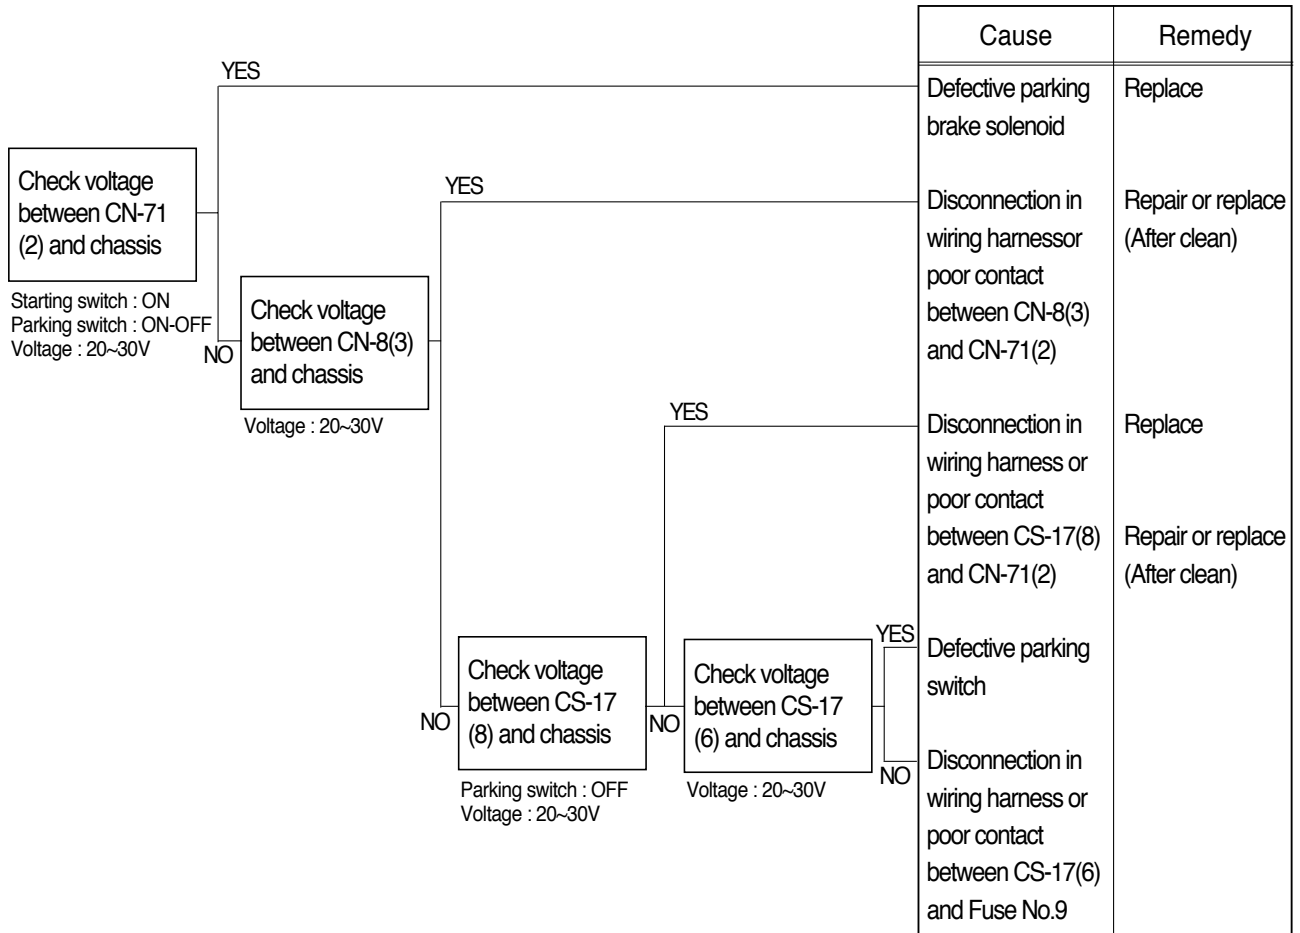 Cause
Remedy
YES
Defective parking
brake solenoid
Replace
Check voltage
between CN-71
(2) and chassis
Starting switch : ON
Parking switch : ON-OFF
Voltage : 20~30V
NO
YES
Disconnection in
wiring harnessor
poor contact
between CN-8(3)
and CN-71(2)
Repair or replace
(After clean)
Check voltage
between CN-8(3)
and chassis
Voltage : 20~30V
YES
Disconnection in
wiring harness or
poor contact
between CS-17(8)
and CN-71(2)
Replace
Repair or replace
(After clean)
NO
Check voltage
between CS-17
(8) and chassis
Parking switch : OFF
Voltage : 20~30V
NO
Check voltage
between CS-17
(6) and chassis
Voltage : 20~30V
YES
Defective parking
switch
NO
Disconnection in
wiring harness or
poor contact
between CS-17(6)
and Fuse No.9